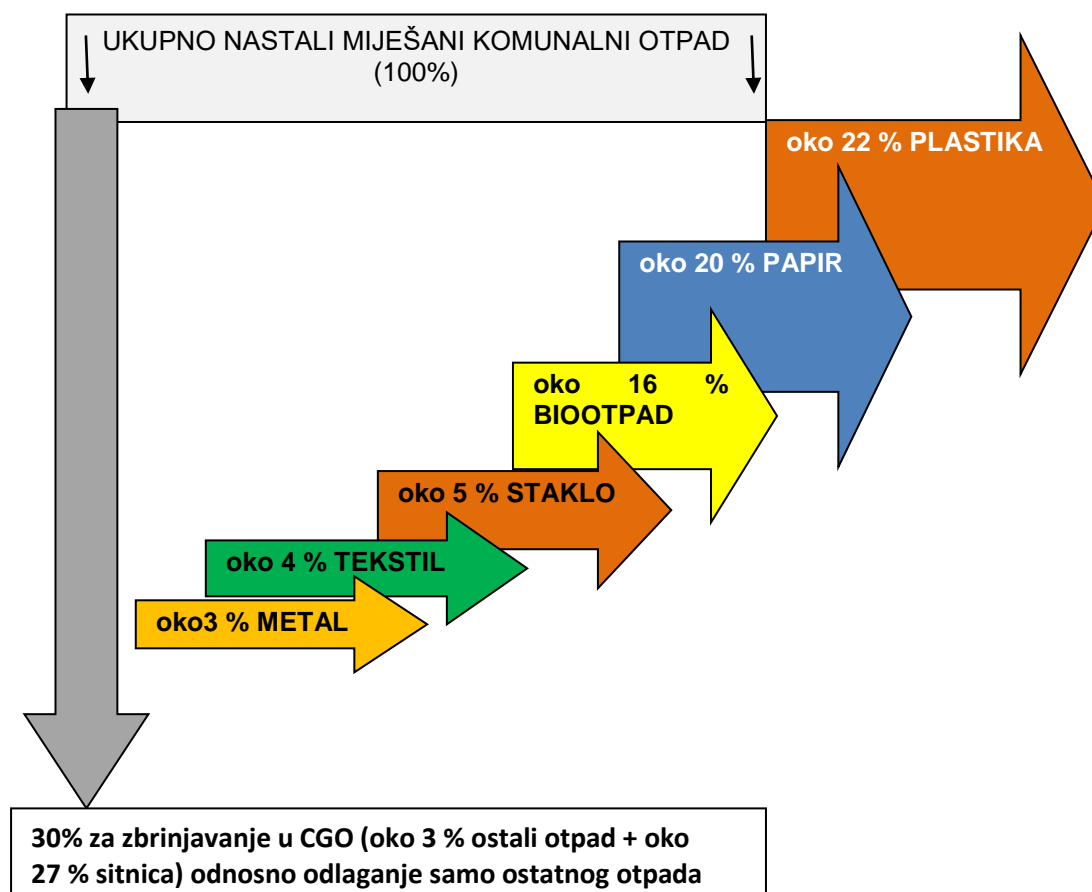 UKUPNO NASTALI MIJEŠANI KOMUNALNI OTPAD
(100%)
oko 22 % PLASTIKA
oko 20 % PAPIR
oko 16 %
BIOOTPAD
oko 5 % STAKLO
oko 4 % TEKSTIL
oko3 % METAL
30% za zbrinjavanje u CGO (oko 3 % ostali otpad + oko
27 % sitnica) odnosno odlaganje samo ostatnog otpada